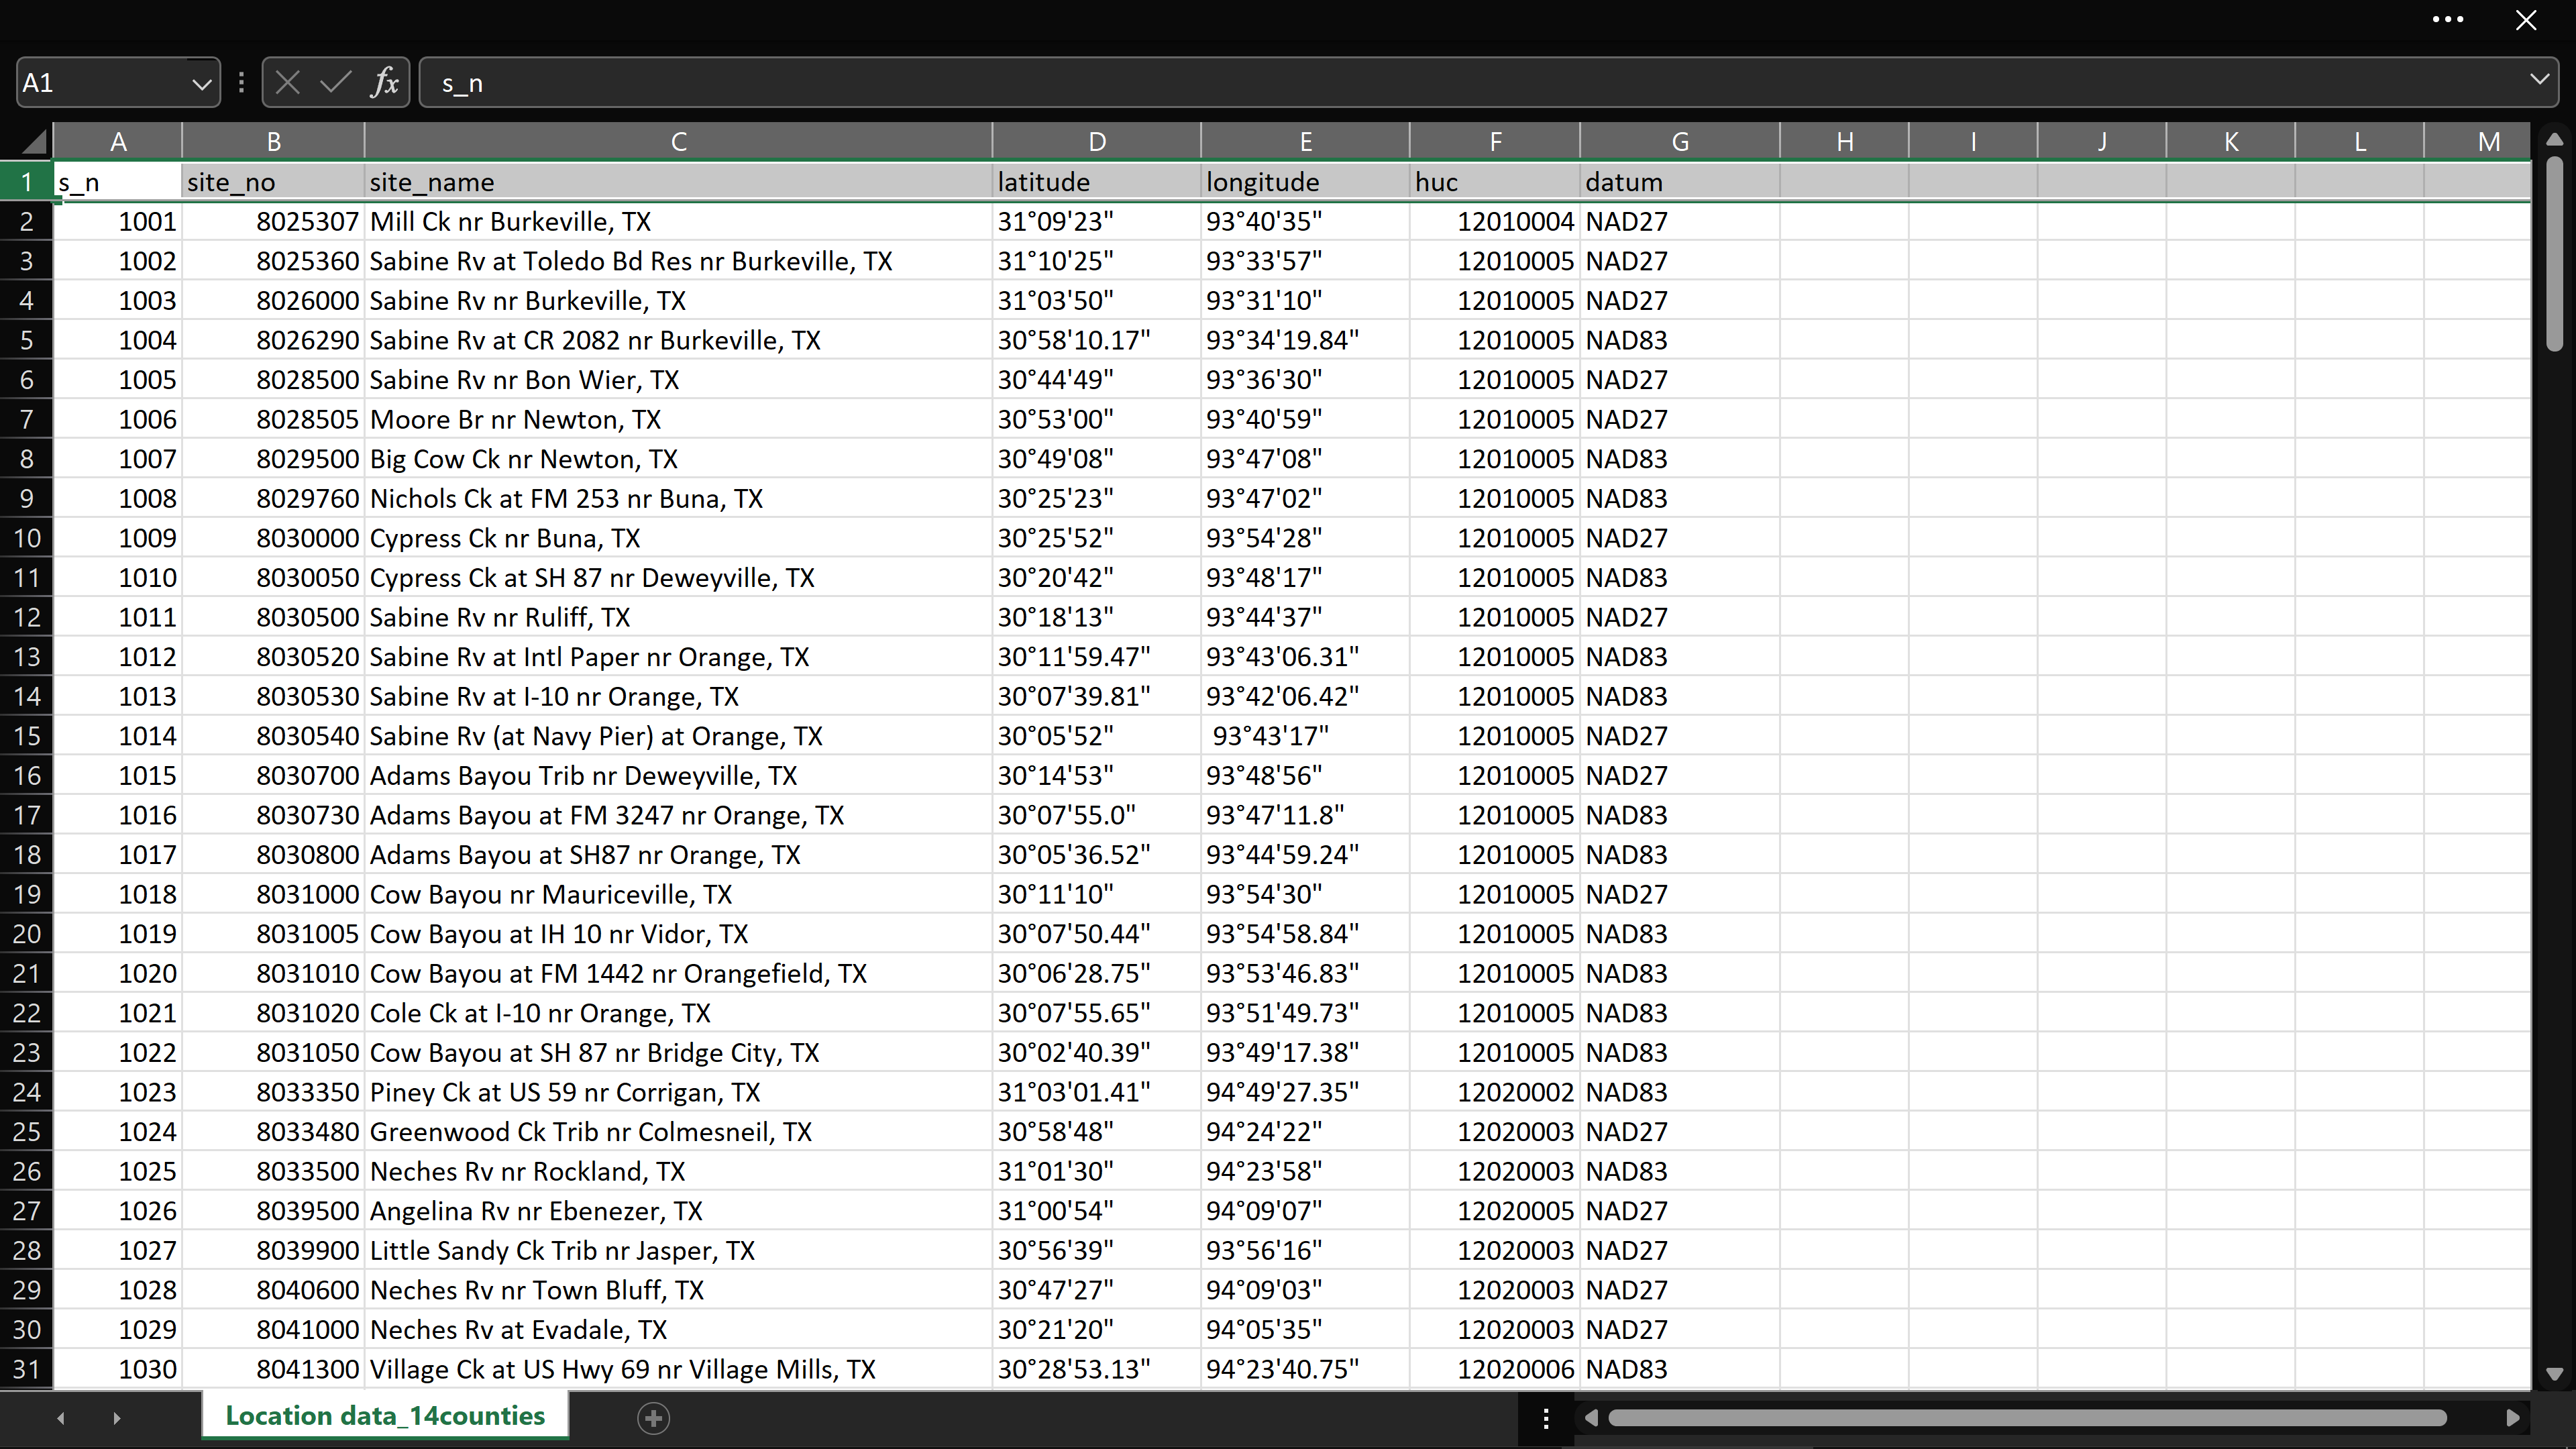 A1 fx s_n
A B C D E F G H I J K L M
1 s_n site_no site_name latitude longitude huc datum
2 1001 8025307 Mill Ck nr Burkeville, TX 31°09'23" 93°40'35" 12010004 NAD27
3 1002 8025360 Sabine Rv at Toledo Bd Res nr Burkeville, TX 31°10'25" 93°33'57" 12010005 NAD27
4 1003 8026000 Sabine Rv nr Burkeville, TX 31°03'50" 93°31'10" 12010005 NAD27
5 1004 8026290 Sabine Rv at CR 2082 nr Burkeville, TX 30°58'10.17" 93°34'19.84" 12010005 NAD83
6 1005 8028500 Sabine Rv nr Bon Wier, TX 30°44'49" 93°36'30" 12010005 NAD27
7 1006 8028505 Moore Br nr Newton, TX 30°53'00" 93°40'59" 12010005 NAD27
8 1007 8029500 Big Cow Ck nr Newton, TX 30°49'08" 93°47'08" 12010005 NAD83
9 1008 8029760 Nichols Ck at FM 253 nr Buna, TX 30°25'23" 93°47'02" 12010005 NAD83
10 1009 8030000 Cypress Ck nr Buna, TX 30°25'52" 93°54'28" 12010005 NAD27
11 1010 8030050 Cypress Ck at SH 87 nr Deweyville, TX 30°20'42" 93°48'17" 12010005 NAD83
12 1011 8030500 Sabine Rv nr Ruliff, TX 30°18'13" 93°44'37" 12010005 NAD27
13 1012 8030520 Sabine Rv at Intl Paper nr Orange, TX 30°11'59.47" 93°43'06.31" 12010005 NAD83
14 1013 8030530 Sabine Rv at I-10 nr Orange, TX 30°07'39.81" 93°42'06.42" 12010005 NAD83
15 1014 8030540 Sabine Rv (at Navy Pier) at Orange, TX 30°05'52" 93°43'17" 12010005 NAD27
16 1015 8030700 Adams Bayou Trib nr Deweyville, TX 30°14'53" 93°48'56" 12010005 NAD27
17 1016 8030730 Adams Bayou at FM 3247 nr Orange, TX 30°07'55.0" 93°47'11.8" 12010005 NAD83
18 1017 8030800 Adams Bayou at SH87 nr Orange, TX 30°05'36.52" 93°44'59.24" 12010005 NAD83
19 1018 8031000 Cow Bayou nr Mauriceville, TX 30°11'10" 93°54'30" 12010005 NAD27
20 1019 8031005 Cow Bayou at IH 10 nr Vidor, TX 30°07'50.44" 93°54'58.84" 12010005 NAD83
21 1020 8031010 Cow Bayou at FM 1442 nr Orangefield, TX 30°06'28.75" 93°53'46.83" 12010005 NAD83
22 1021 8031020 Cole Ck at I-10 nr Orange, TX 30°07'55.65" 93°51'49.73" 12010005 NAD83
23 1022 8031050 Cow Bayou at SH 87 nr Bridge City, TX 30°02'40.39" 93°49'17.38" 12010005 NAD83
24 1023 8033350 Piney Ck at US 59 nr Corrigan, TX 31°03'01.41" 94°49'27.35" 12020002 NAD83
25 1024 8033480 Greenwood Ck Trib nr Colmesneil, TX 30°58'48" 94°24'22" 12020003 NAD27
26 1025 8033500 Neches Rv nr Rockland, TX 31°01'30" 94°23'58" 12020003 NAD83
27 1026 8039500 Angelina Rv nr Ebenezer, TX 31°00'54" 94°09'07" 12020005 NAD27
28 1027 8039900 Little Sandy Ck Trib nr Jasper, TX 30°56'39" 93°56'16" 12020003 NAD27
29 1028 8040600 Neches Rv nr Town Bluff, TX 30°47'27" 94°09'03" 12020003 NAD27
30 1029 8041000 Neches Rv at Evadale, TX 30°21'20" 94°05'35" 12020003 NAD27
31 1030 8041300 Village Ck at US Hwy 69 nr Village Mills, TX 30°28'53.13" 94°23'40.75" 12020006 NAD83
Location data_14counties